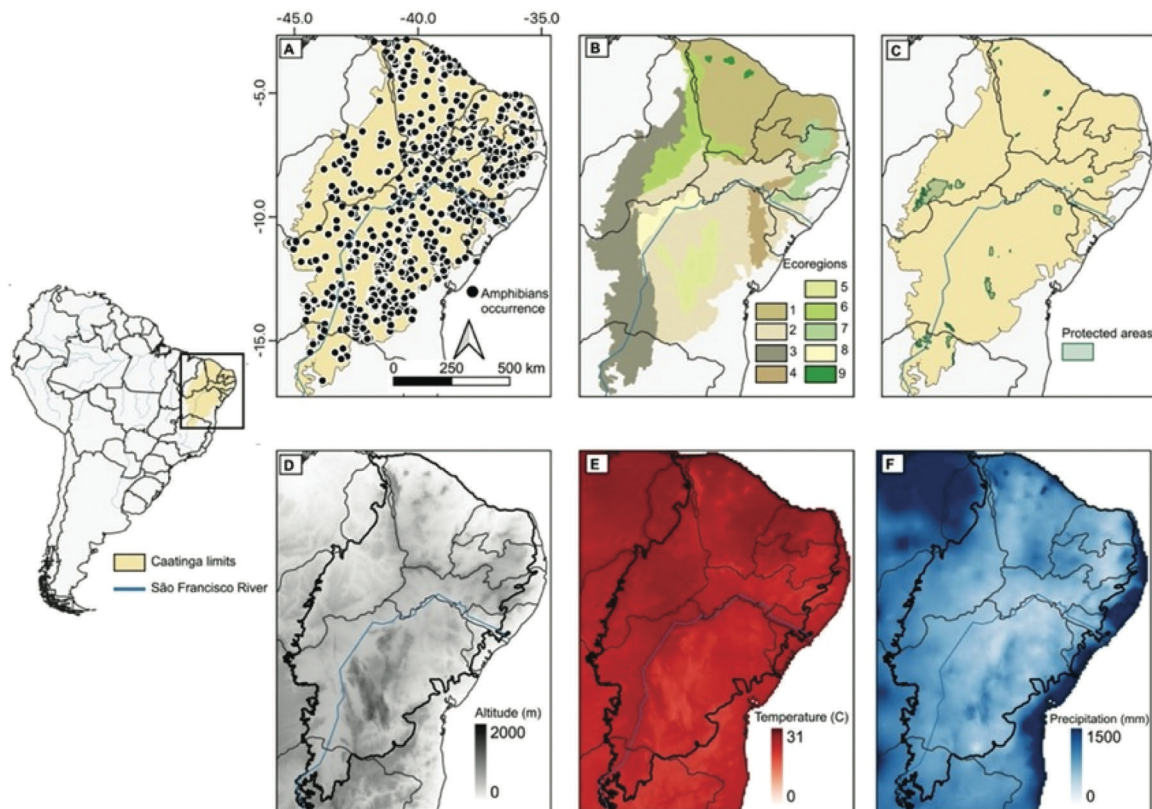 -45.0 -40.0 -35.0
A
B
C
-5.0
-10.0
-15.0
Amphibians
occurrence
0 250 500 km
Ecoregions
1
2
3
4
5
6
7
8
9
Protected areas
Caatinga limits
São Francisco River
D
E
F
Altitude (m)
2000
0
Temperature (C)
31
0
Precipitation (mm)
1500
0